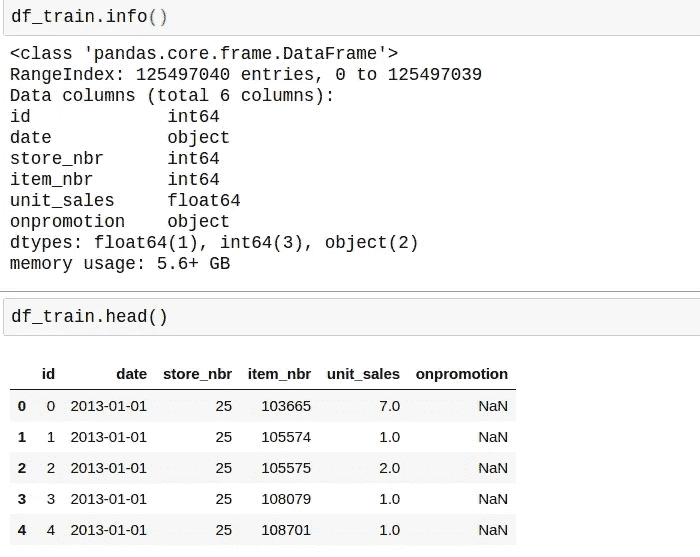 df_train.info()
<class 'pandas.core.frame.DataFrame'>
RangeIndex: 125497040 entries, 0 to 125497039
Data columns (total 6 columns):
id             int64
date           object
store_nbr      int64
item_nbr       int64
unit_sales     float64
onpromotion    object
dtypes: float64(1), int64(3), object(2)
memory usage: 5.6+ GB
df_train.head()
id date store_nbr item_nbr unit_sales onpromotion
0 0 2013-01-01 25 103665 7.0 NaN
1 1 2013-01-01 25 105574 1.0 NaN
2 2 2013-01-01 25 105575 2.0 NaN
3 3 2013-01-01 25 108079 1.0 NaN
4 4 2013-01-01 25 108701 1.0 NaN